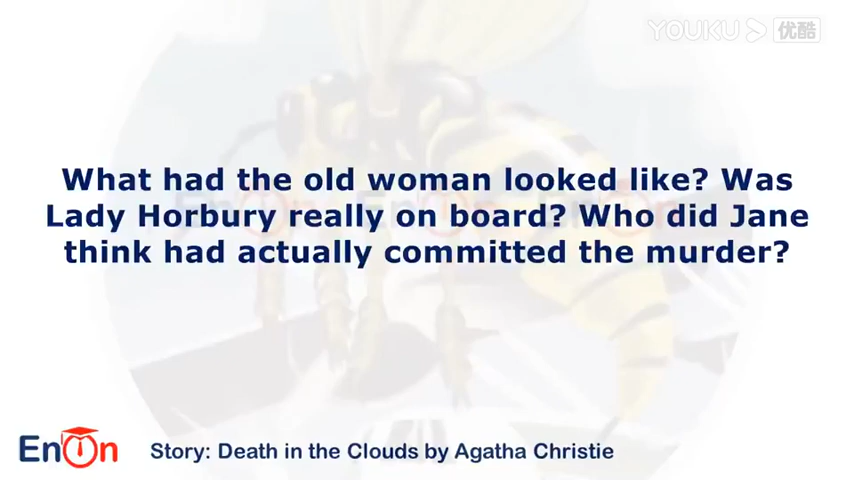 YOUKU 优酷
What had the old woman looked like? Was
Lady Horbury really on board? Who did Jane
think had actually committed the murder?
EnOn
Story: Death in the Clouds by Agatha Christie